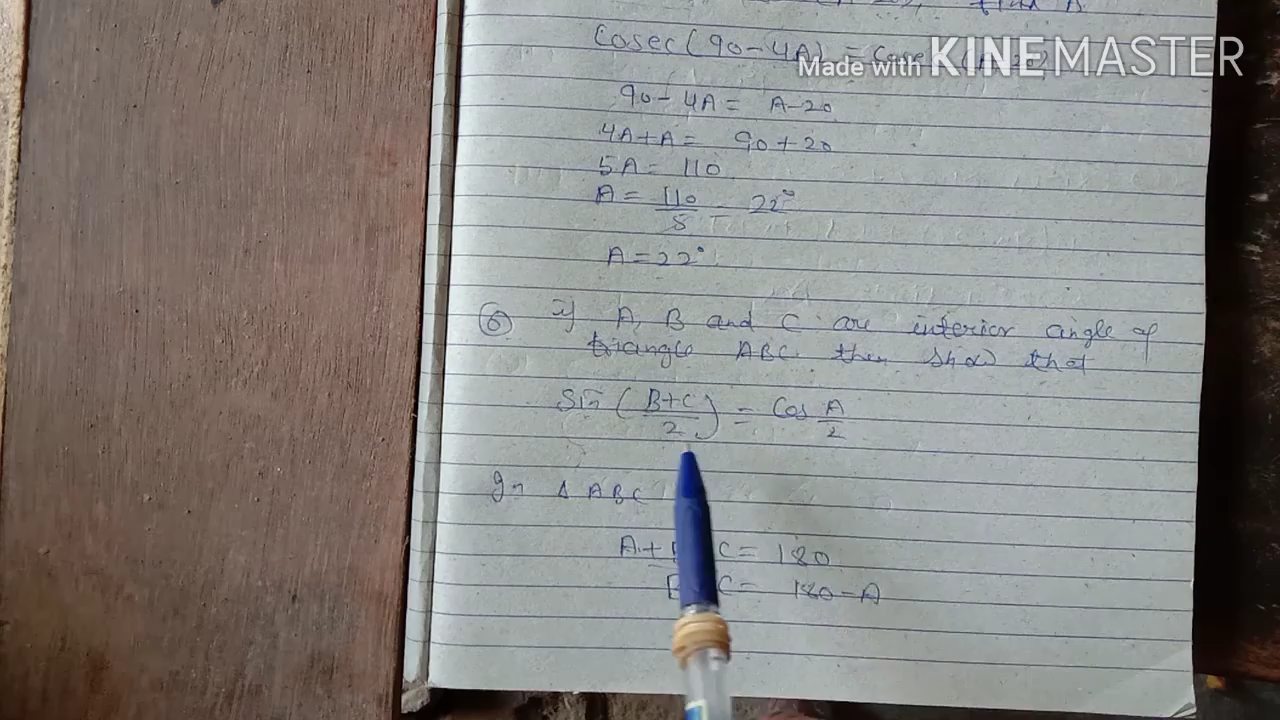 Cosec(90-4A) = Cosec
Made with KINEMASTER
90-4A = A-20
4A+A = 90+20
5A = 110
A = 110/5 - 22°
A = 22°
⑥ if A, B and C are interior angle of
triangle ABC then show that
Sin (B+C/2) = Cos A/2
In Δ ABC
A+ C = 180
C = 180-A